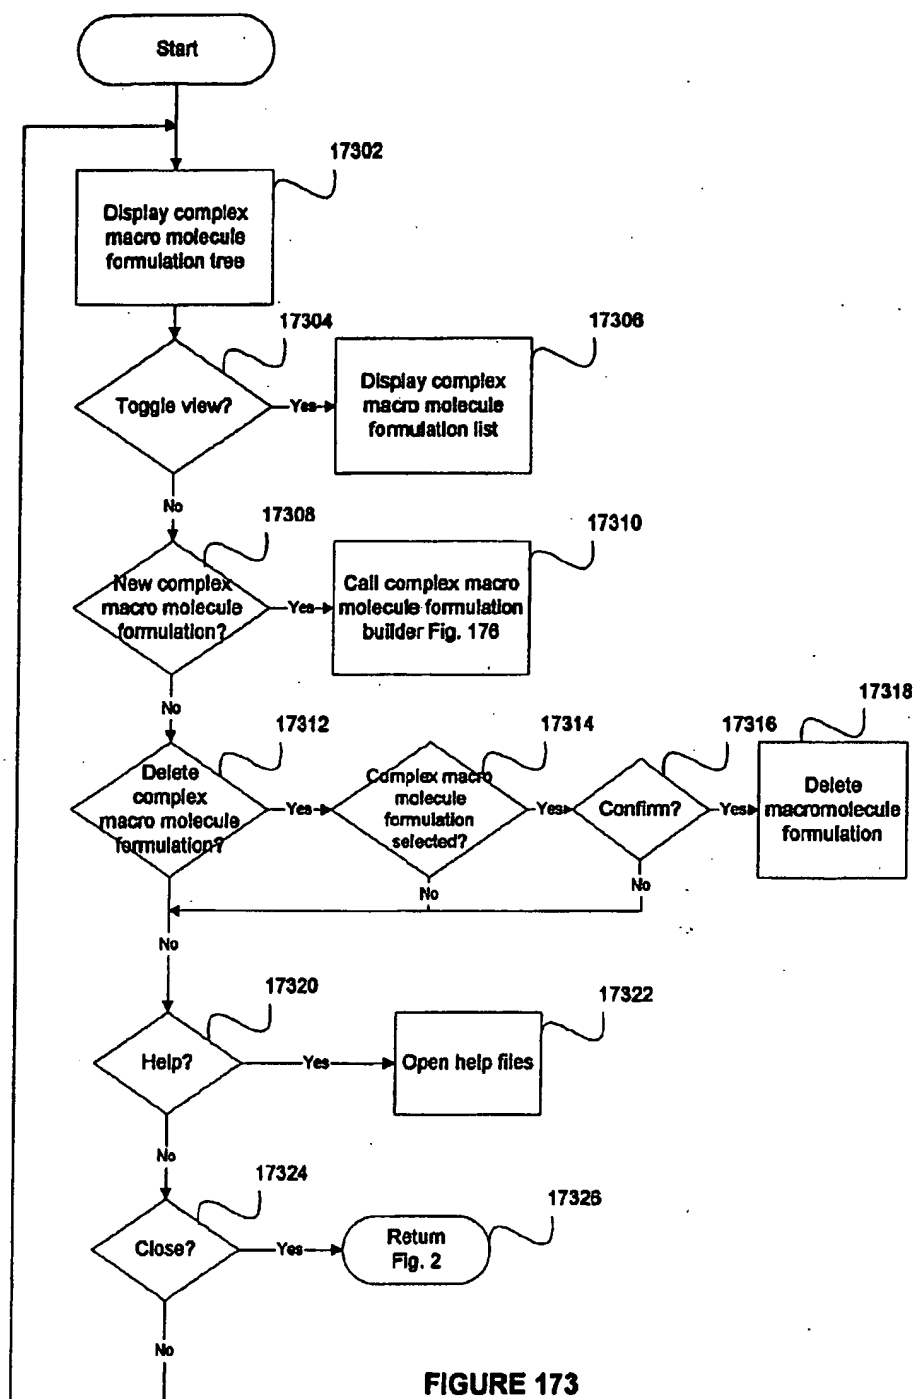 Start
17302
Display complex
macro molecule
formulation tree
17304
17306
Toggle view?
Yes
Display complex
macro molecule
formulation list
No
17308
17310
New complex
macro molecule
formulation?
Yes
Call complex macro
molecule formulation
builder Fig. 176
No
17312
17314
17316
17318
Delete
complex
macro molecule
formulation?
Yes
Complex macro
molecule
formulation
selected?
Yes
Confirm?
Yes
Delete
macromolecule
formulation
No
No
No
17320
17322
Help?
Yes
Open help files
No
17324
17326
Close?
Yes
Return
Fig. 2
No
FIGURE 173